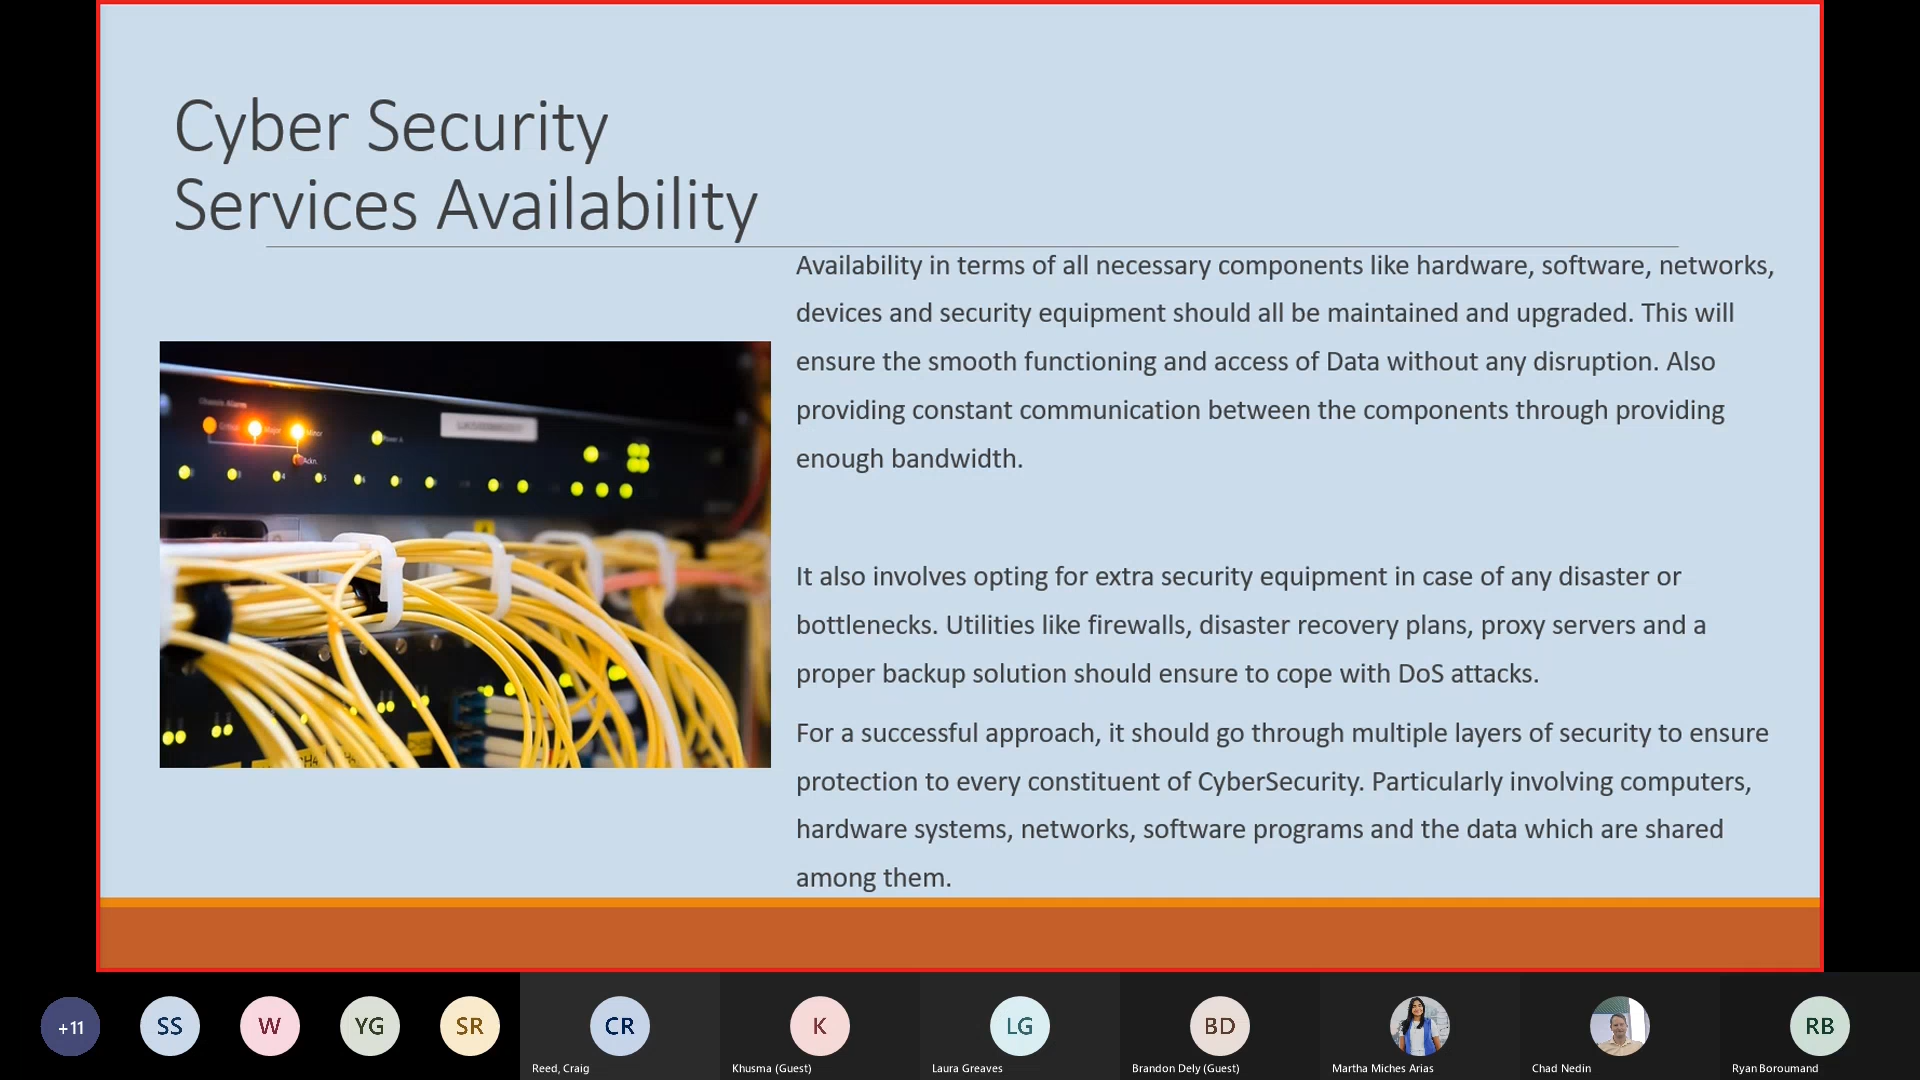 Cyber Security
Services Availability
Availability in terms of all necessary components like hardware, software, networks,
devices and security equipment should all be maintained and upgraded. This will
ensure the smooth functioning and access of Data without any disruption. Also
providing constant communication between the components through providing
enough bandwidth.
It also involves opting for extra security equipment in case of any disaster or
bottlenecks. Utilities like firewalls, disaster recovery plans, proxy servers and a
proper backup solution should ensure to cope with DoS attacks.
For a successful approach, it should go through multiple layers of security to ensure
protection to every constituent of CyberSecurity. Particularly involving computers,
hardware systems, networks, software programs and the data which are shared
among them.
+11
SS
W
YG
SR
CR
K
LG
BD
RB
Reed, Craig
Khusma (Guest)
Laura Greaves
Brandon Dely (Guest)
Martha Miches Arias
Chad Nedin
Ryan Boroumand